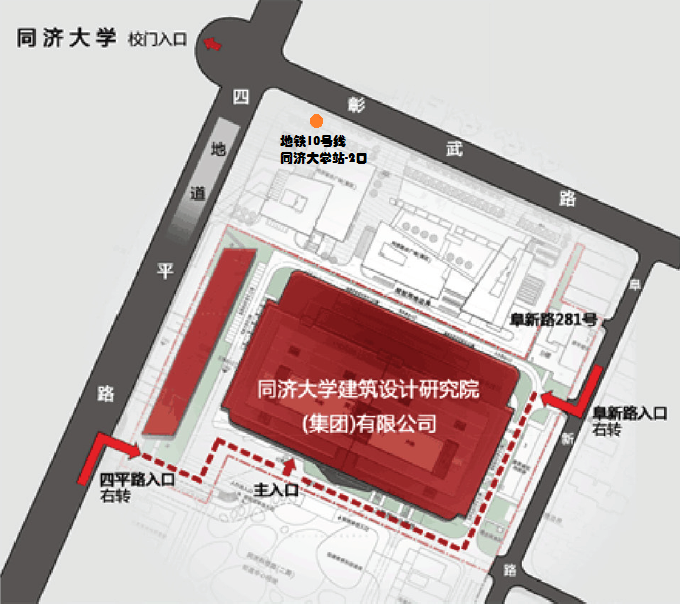 同济大学 校门入口
四
彰
地铁10号线
同济大学站-2口
武
地
路
道
平
阜
阜新路281号
同济大学建筑设计研究院
(集团)有限公司
路
阜新路入口
右转
新
四平路入口
右转
主入口
路